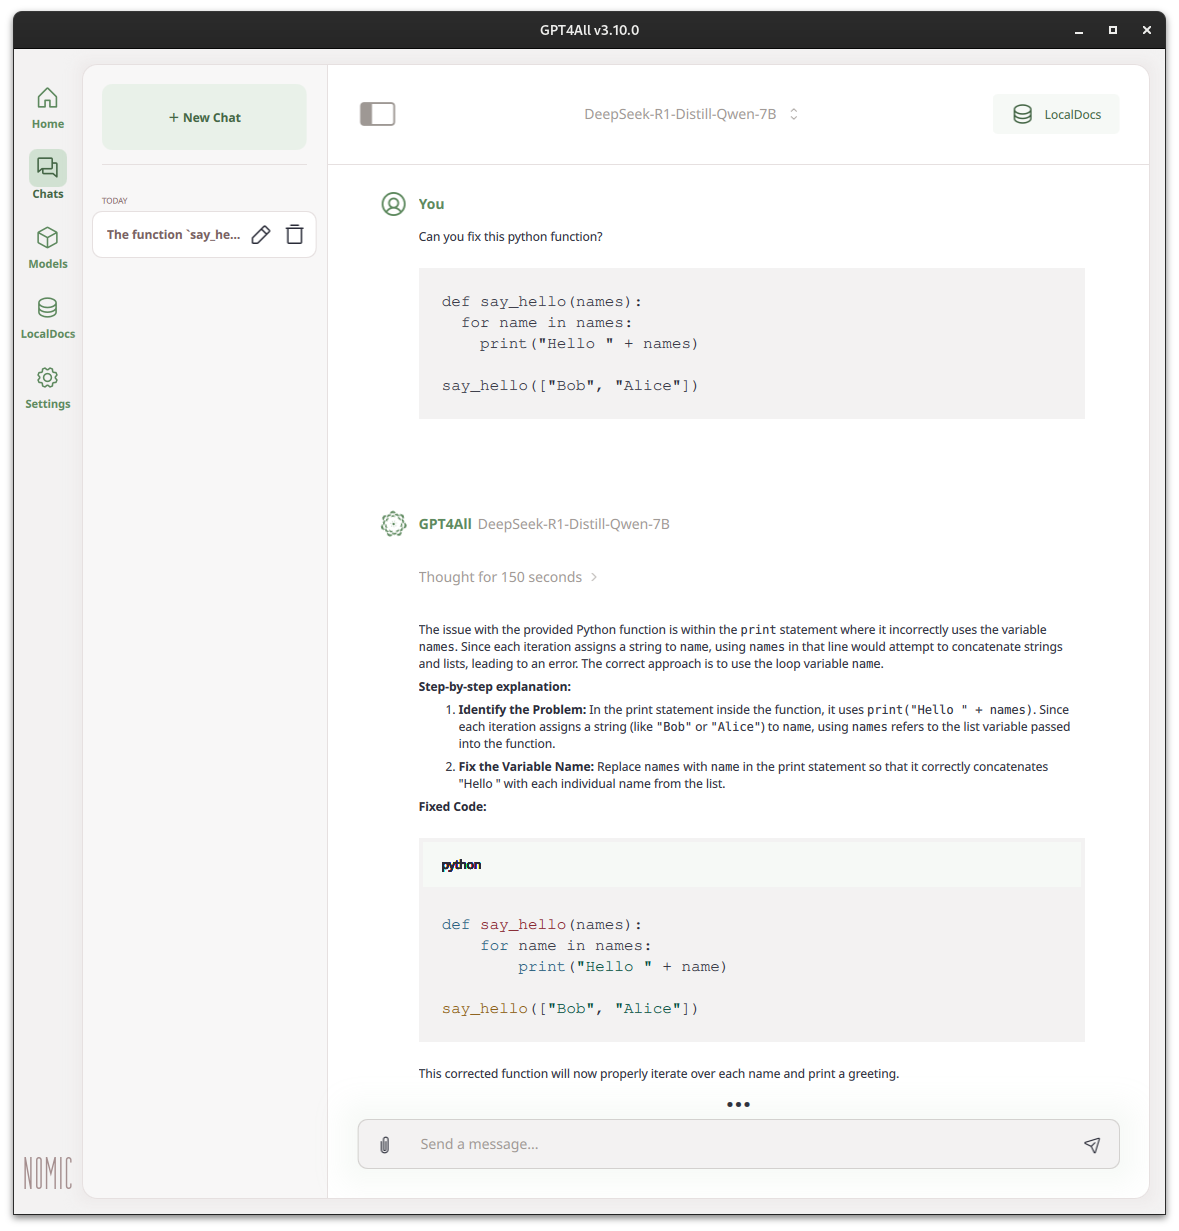 GPT4All v3.10.0
Home
Chats
Models
LocalDocs
Settings
NOMIC
+ New Chat
TODAY
The function `say_he...
DeepSeek-R1-Distill-Qwen-7B
LocalDocs
You
Can you fix this python function?
def say_hello(names):
  for name in names:
    print("Hello " + names)
say_hello(["Bob", "Alice"])
GPT4All DeepSeek-R1-Distill-Qwen-7B
Thought for 150 seconds
The issue with the provided Python function is within the print statement where it incorrectly uses the variable
names. Since each iteration assigns a string to name, using names in that line would attempt to concatenate strings
and lists, leading to an error. The correct approach is to use the loop variable name.
Step-by-step explanation:
1. Identify the Problem: In the print statement inside the function, it uses print("Hello " + names). Since
each iteration assigns a string (like "Bob" or "Alice") to name, using names refers to the list variable passed
into the function.
2. Fix the Variable Name: Replace names with name in the print statement so that it correctly concatenates
"Hello " with each individual name from the list.
Fixed Code:
python
def say_hello(names):
    for name in names:
        print("Hello " + name)
say_hello(["Bob", "Alice"])
This corrected function will now properly iterate over each name and print a greeting.
Send a message...